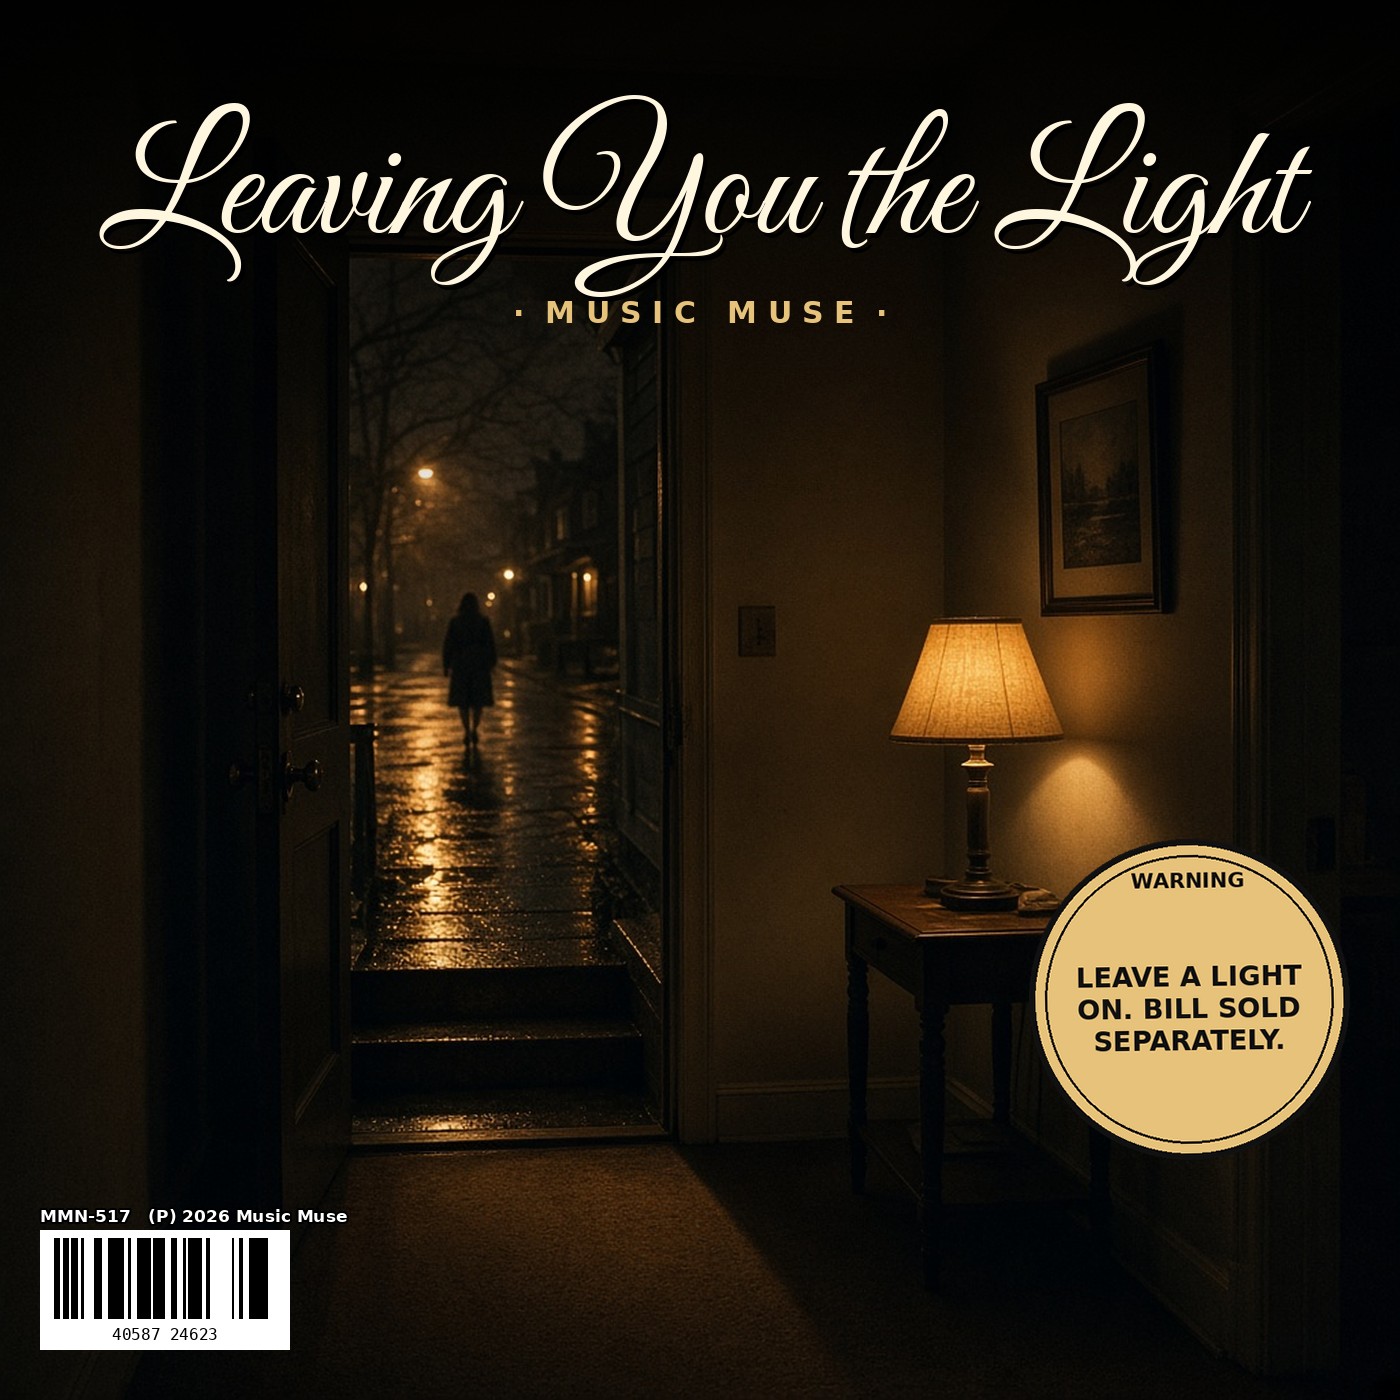 Leaving You the Light
· MUSIC MUSE ·
WARNING
LEAVE A LIGHT
ON. BILL SOLD
SEPARATELY.
MMN-517 (P) 2026 Music Muse
40587 24623